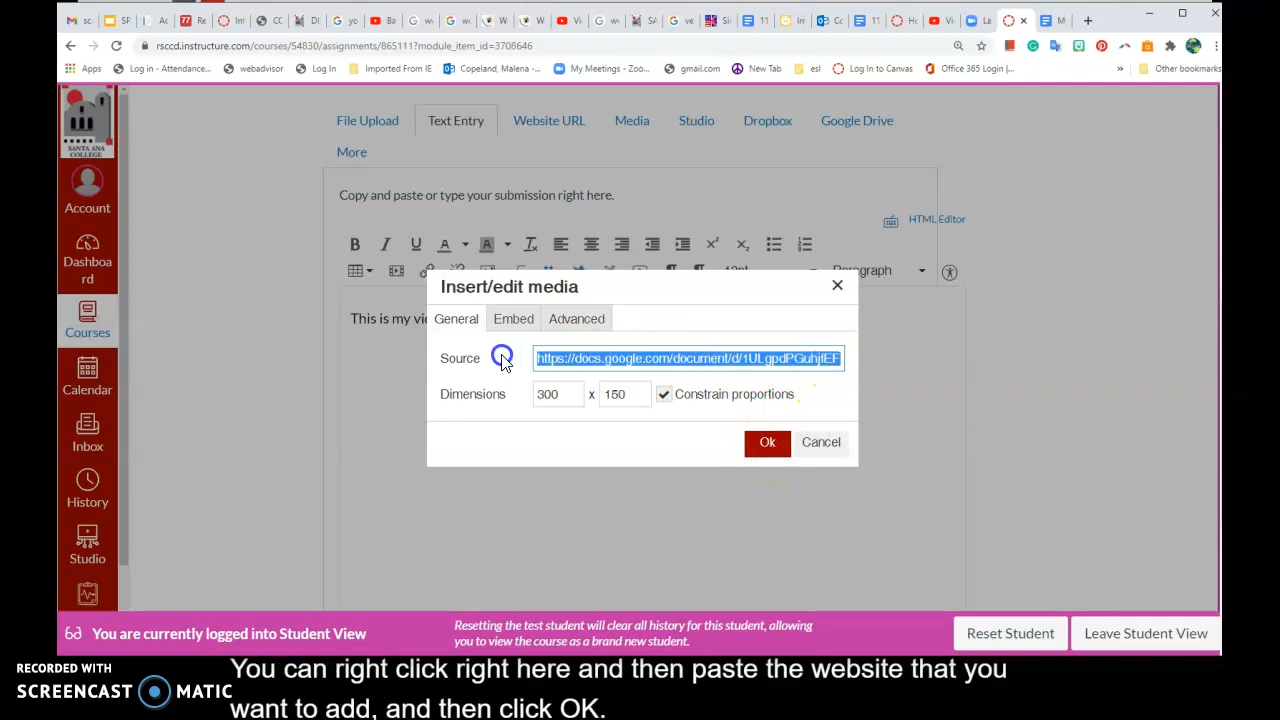 rsccd.instructure.com/courses/54830/assignments/865111?module_item_id=3708646
Apps Log in - Attendance... webadvisor Log In Imported From IE Copeland, Malena -... My Meetings - Zoo... gmail.com New Tab esl Log In to Canvas Office 365 Login |... » Other bookmarks
SANTA ANA
COLLEGE
Account
Dashboa
rd
Courses
Calendar
Inbox
History
Studio
File Upload Text Entry Website URL Media Studio Dropbox Google Drive
More
Copy and paste or type your submission right here.
HTML Editor
Paragraph
This is my vi
Insert/edit media
General Embed Advanced
Source https://docs.google.com/document/d/1ULgpdPGuhjfEF
Dimensions 300 x 150 Constrain proportions
Ok Cancel
You are currently logged into Student View
Resetting the test student will clear all history for this student, allowing
you to view the course as a brand new student.
Reset Student Leave Student View
RECORDED WITH
SCREENCAST MATIC
You can right click right here and then paste the website that you
want to add, and then click OK.